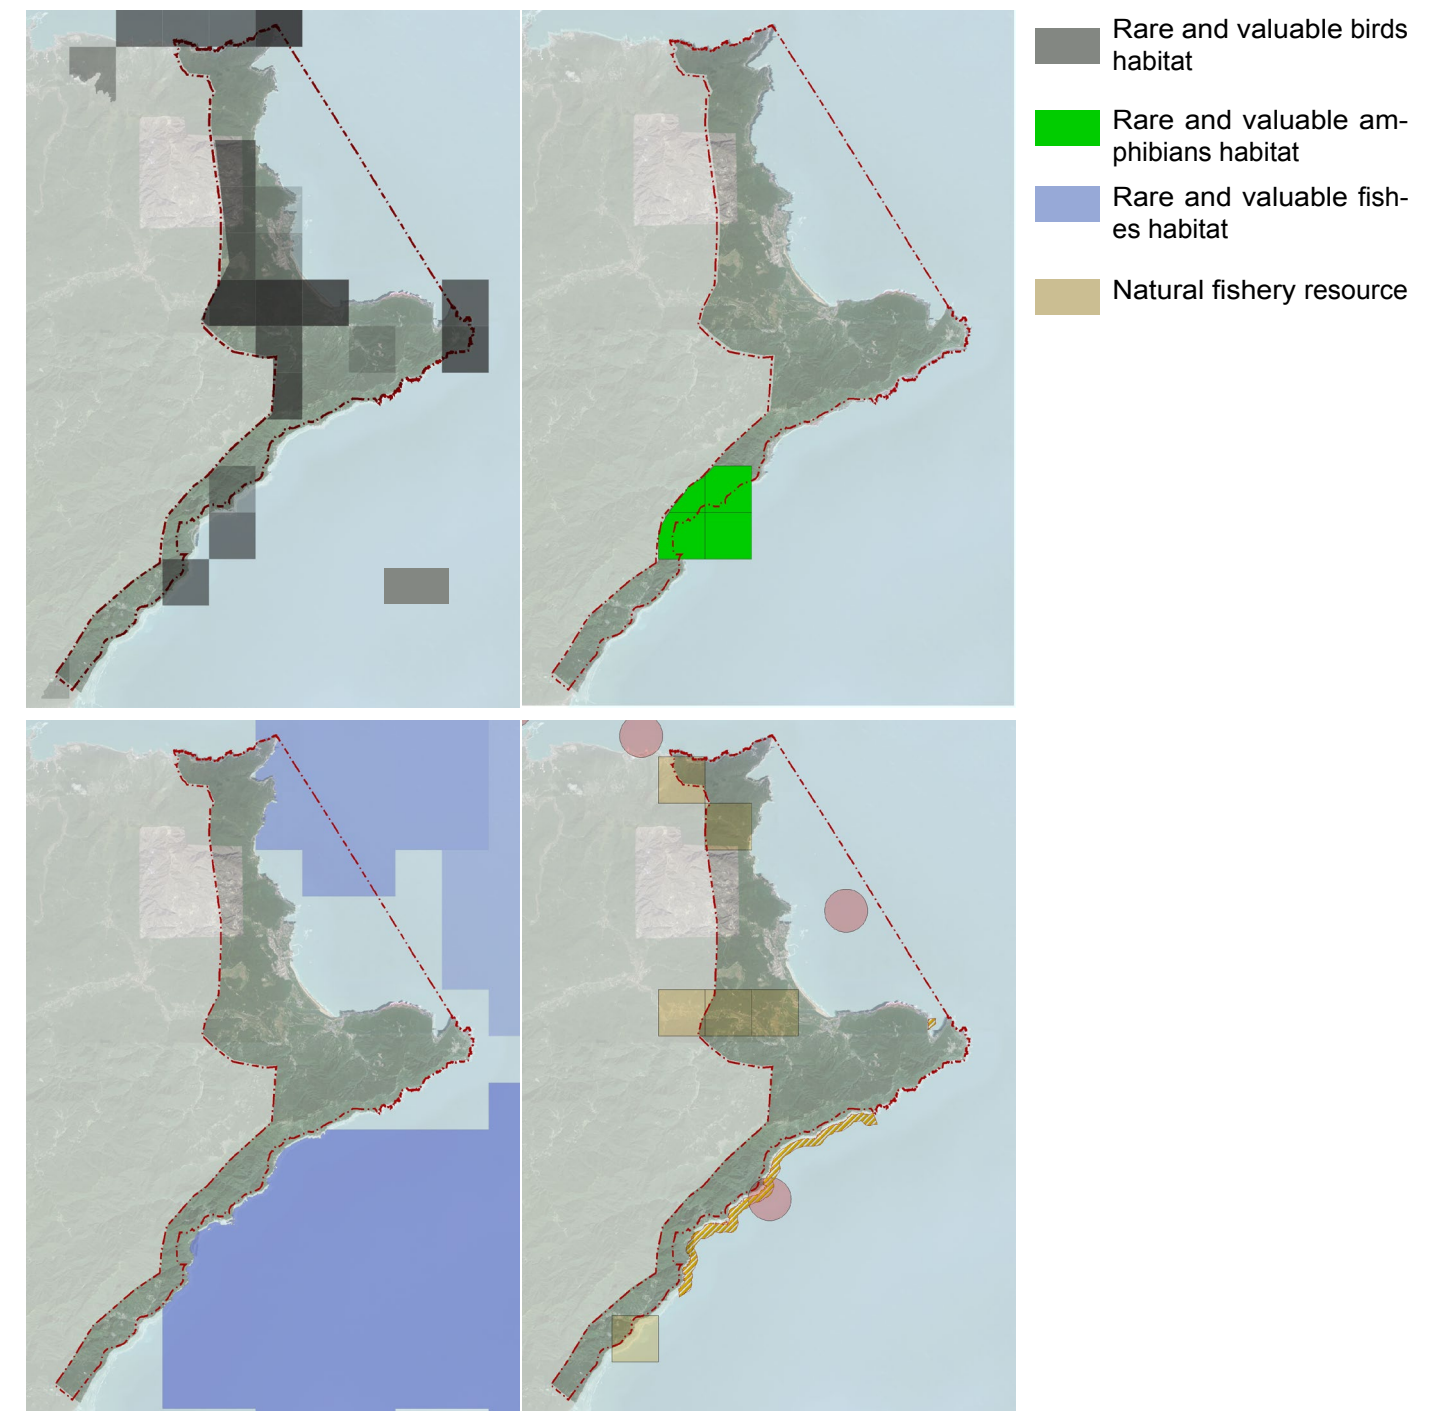 Rare and valuable birds
habitat
Rare and valuable am-
phibians habitat
Rare and valuable fish-
es habitat
Natural fishery resource